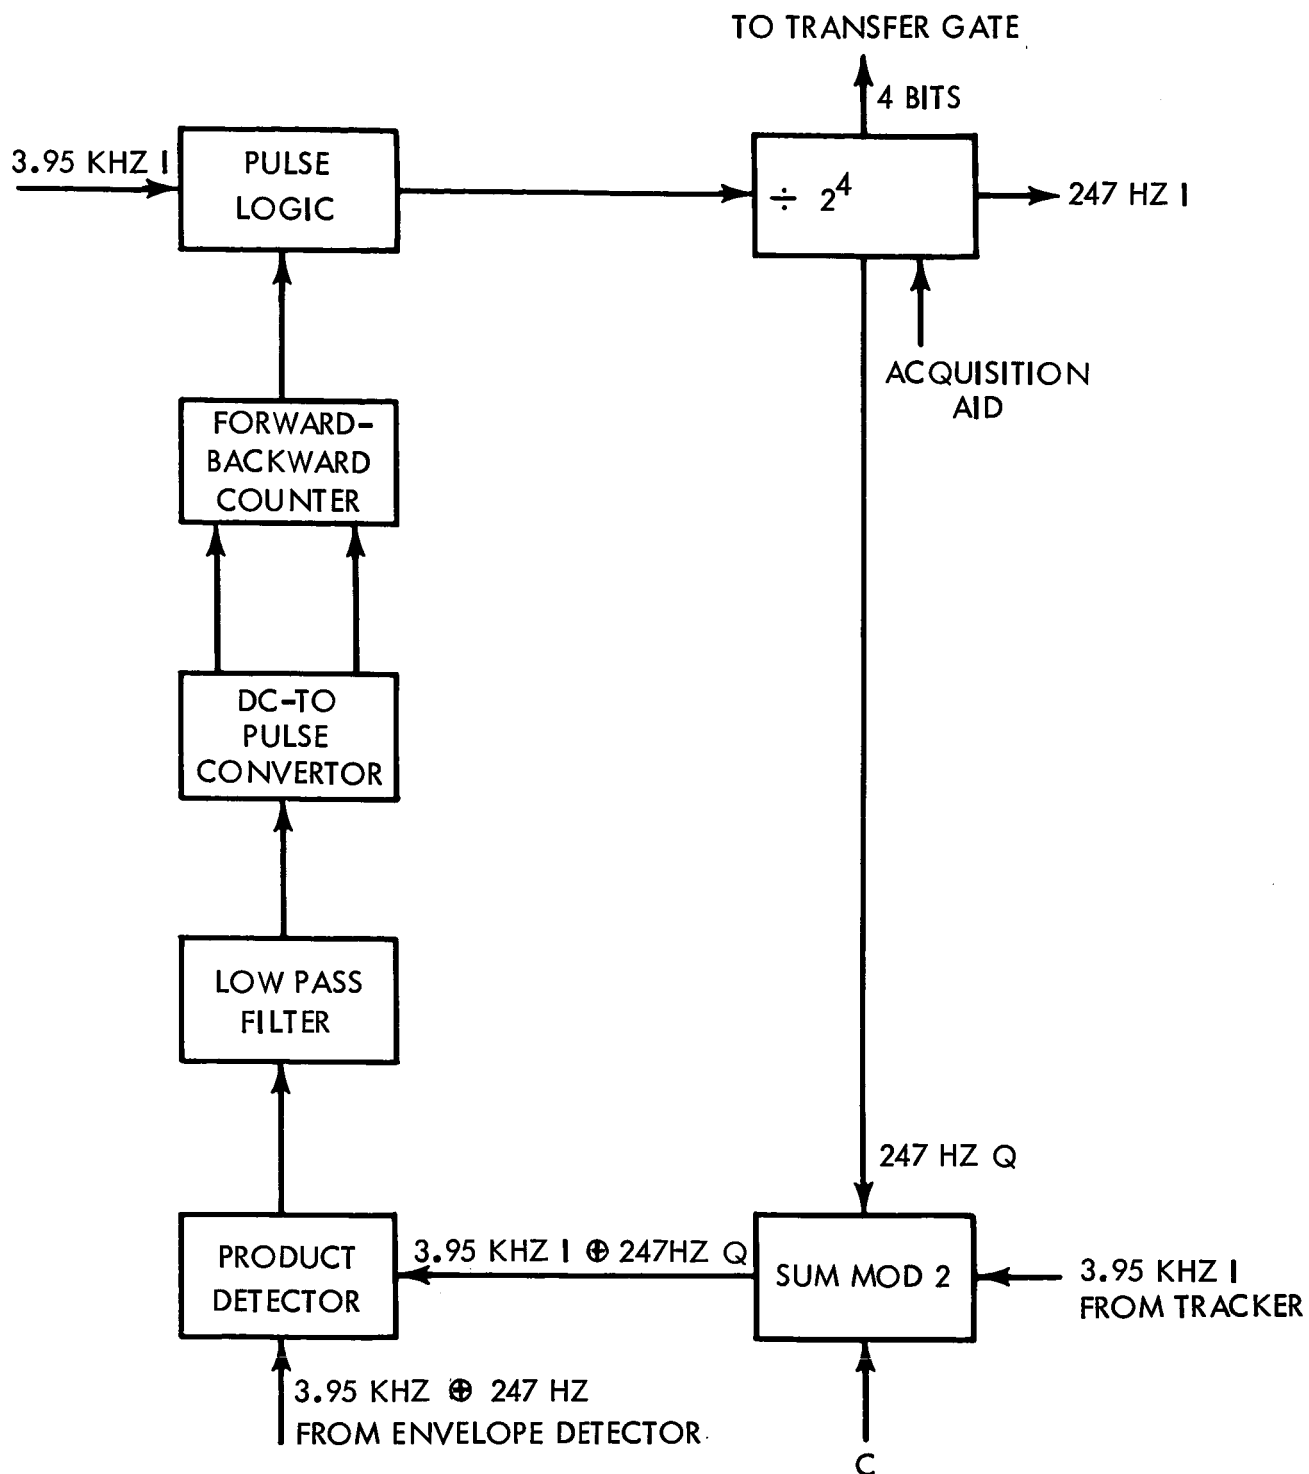 TO TRANSFER GATE
4 BITS
3.95 KHZ I
PULSE
LOGIC
÷ 2⁴
247 HZ I
ACQUISITION
AID
FORWARD-
BACKWARD
COUNTER
DC-TO
PULSE
CONVERTOR
LOW PASS
FILTER
247 HZ Q
PRODUCT
DETECTOR
3.95 KHZ I ⊕ 247HZ Q
SUM MOD 2
3.95 KHZ I
FROM TRACKER
3.95 KHZ ⊕ 247 HZ
FROM ENVELOPE DETECTOR
C